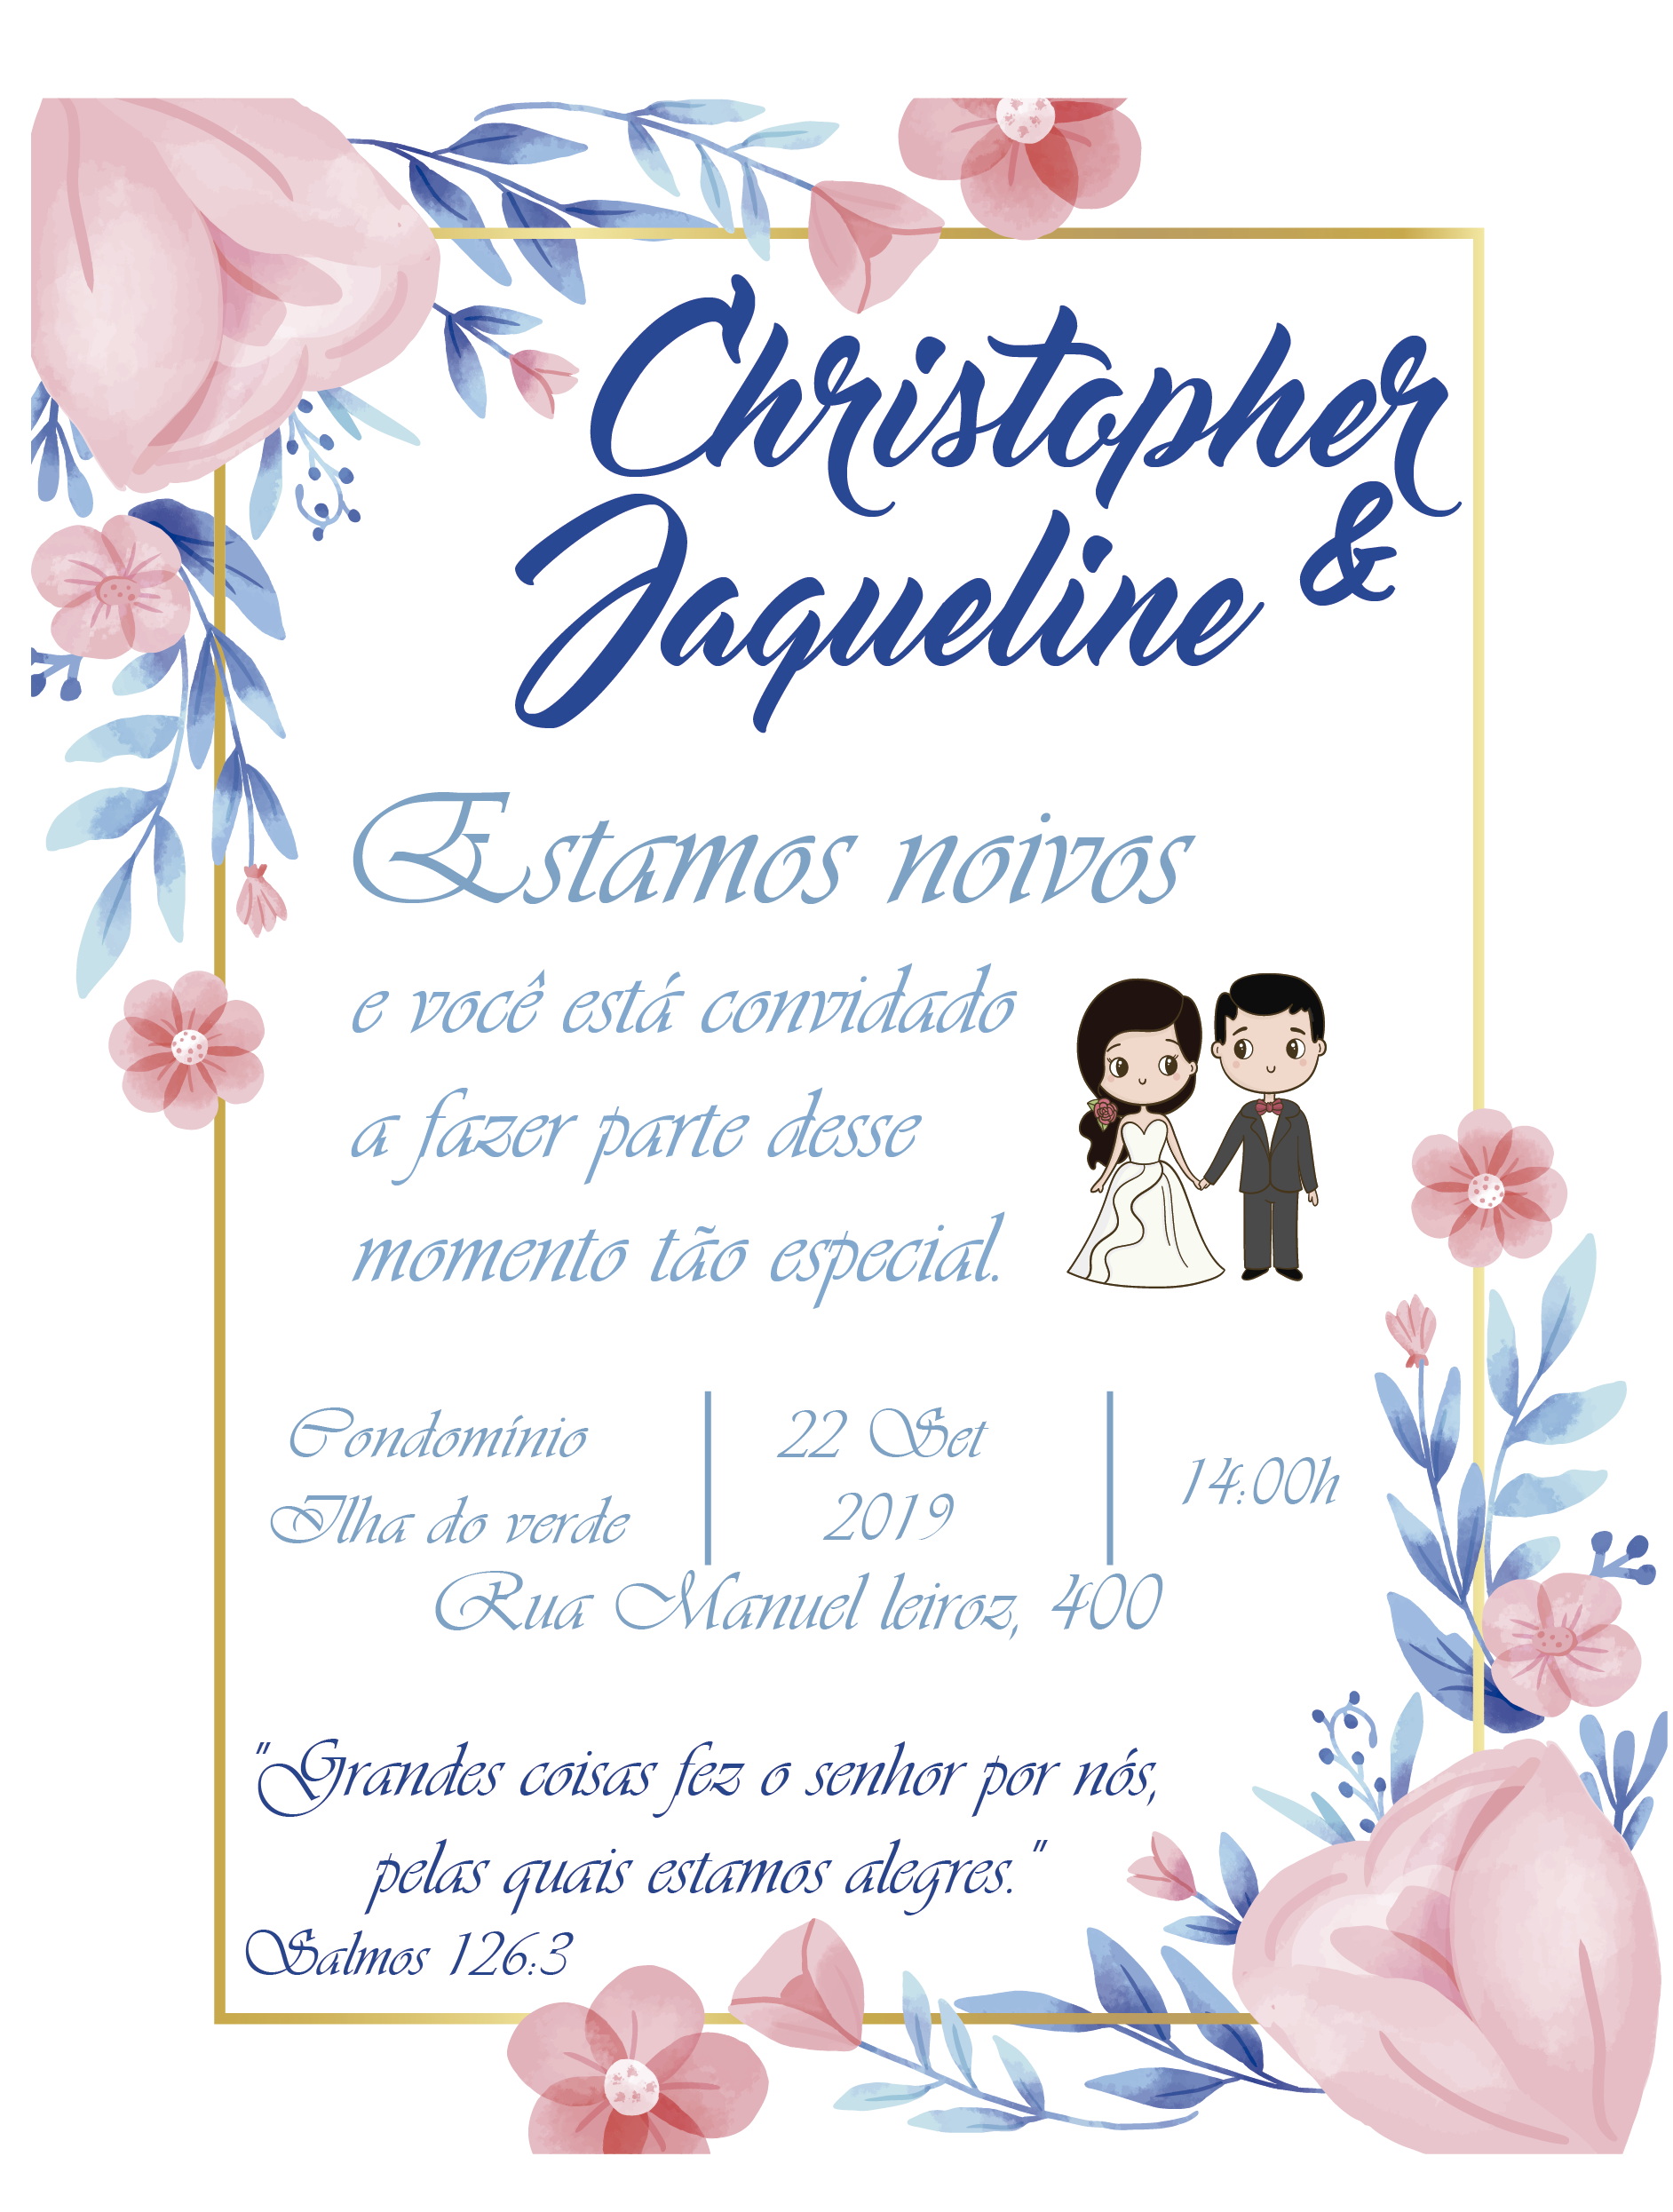 Christopher
&
Jaqueline
Estamos noivos
e você está convidado
a fazer parte desse
momento tão especial.
Condomínio
Ilha do verde
22 Set
2019
14:00h
Rua Manuel leiroz, 400
"Grandes coisas fez o senhor por nós,
pelas quais estamos alegres."
Salmos 126:3